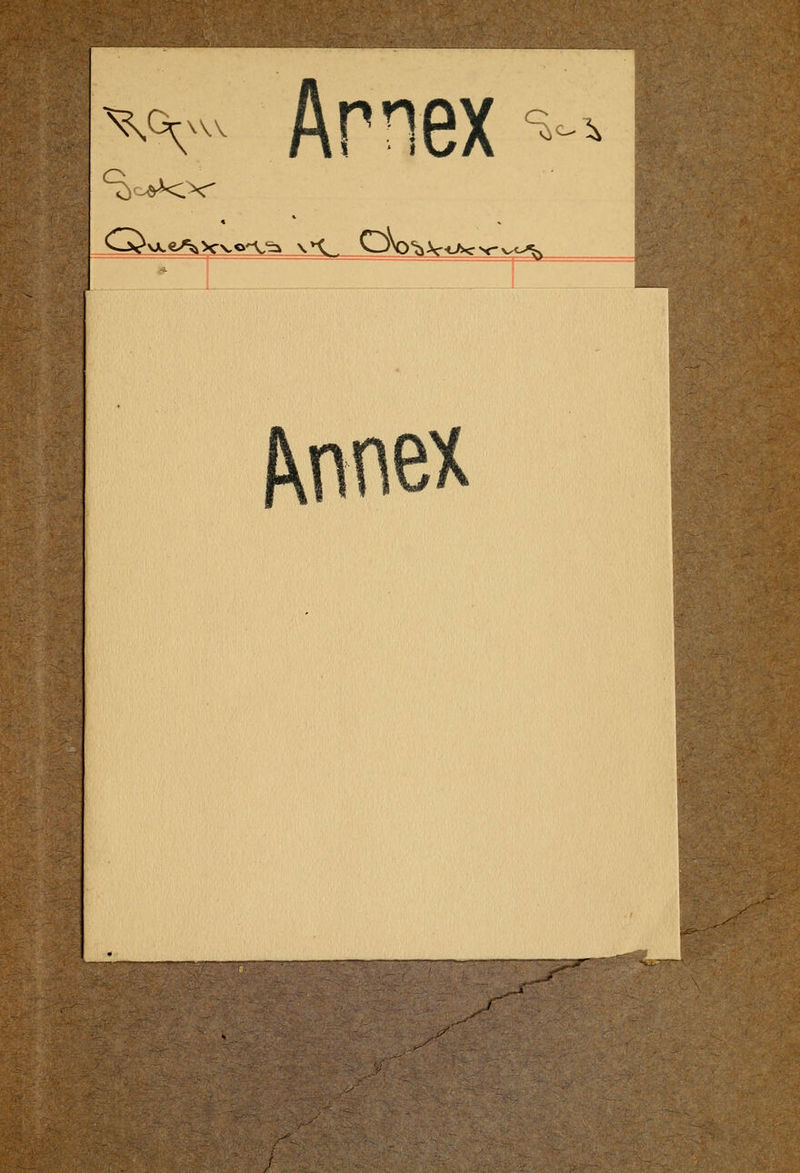 RG111 Annex Sc3
Scott
Questions in Obstetrics
Annex